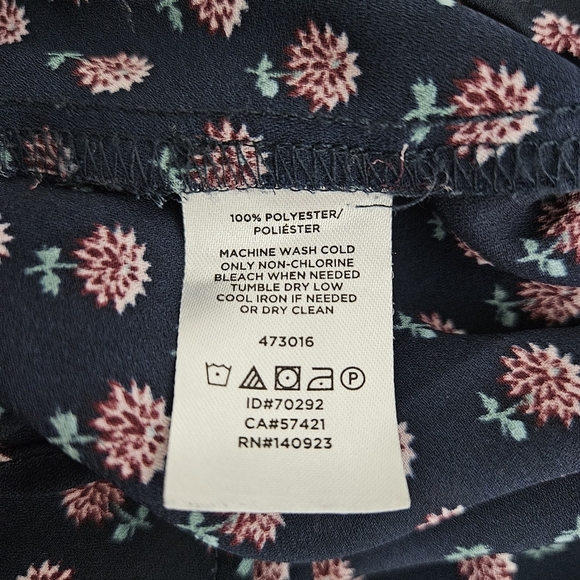 100% POLYESTER/
POLIÉSTER
MACHINE WASH COLD
ONLY NON-CHLORINE
BLEACH WHEN NEEDED
TUMBLE DRY LOW
COOL IRON IF NEEDED
OR DRY CLEAN
473016
P
ID#70292
CA#57421
RN#140923